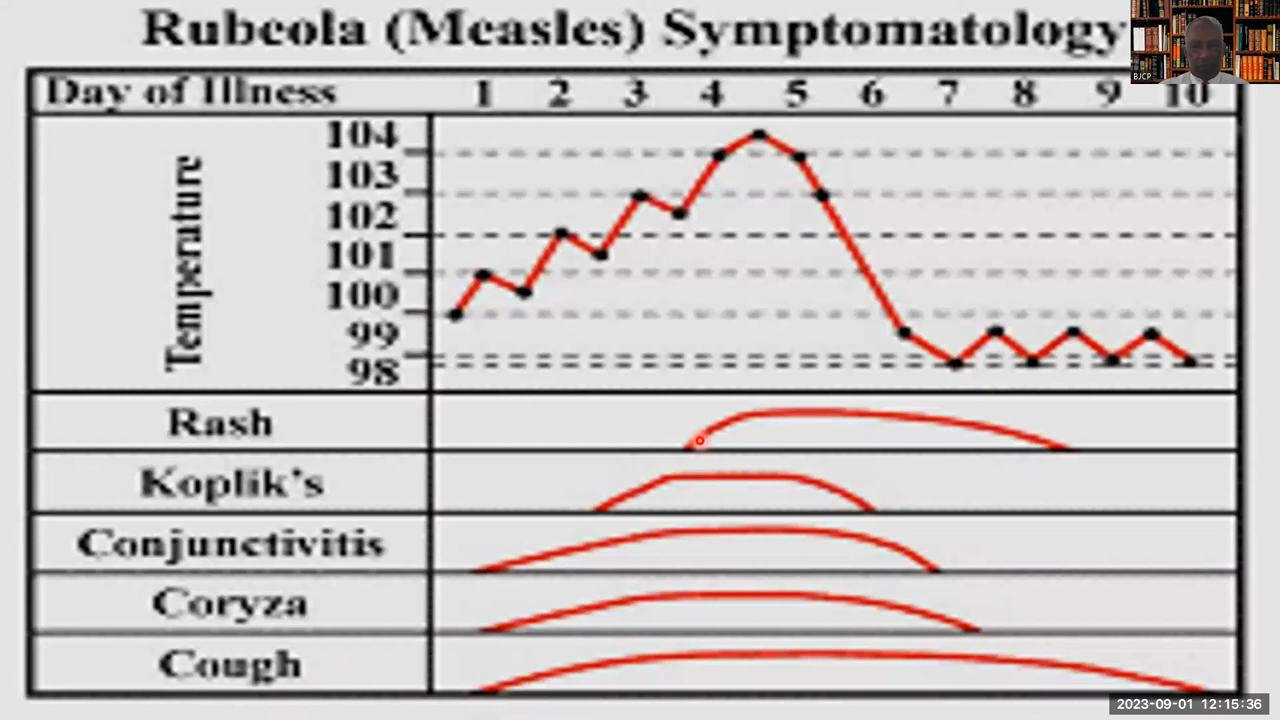 Rubeola (Measles) Symptomatology
BJCP
Day of Illness 1 2 3 4 5 6 7 8 9 10
Temperature
104
103
102
101
100
99
98
Rash
Koplik's
Conjunctivitis
Coryza
Cough
2023-09-01 12:15:36